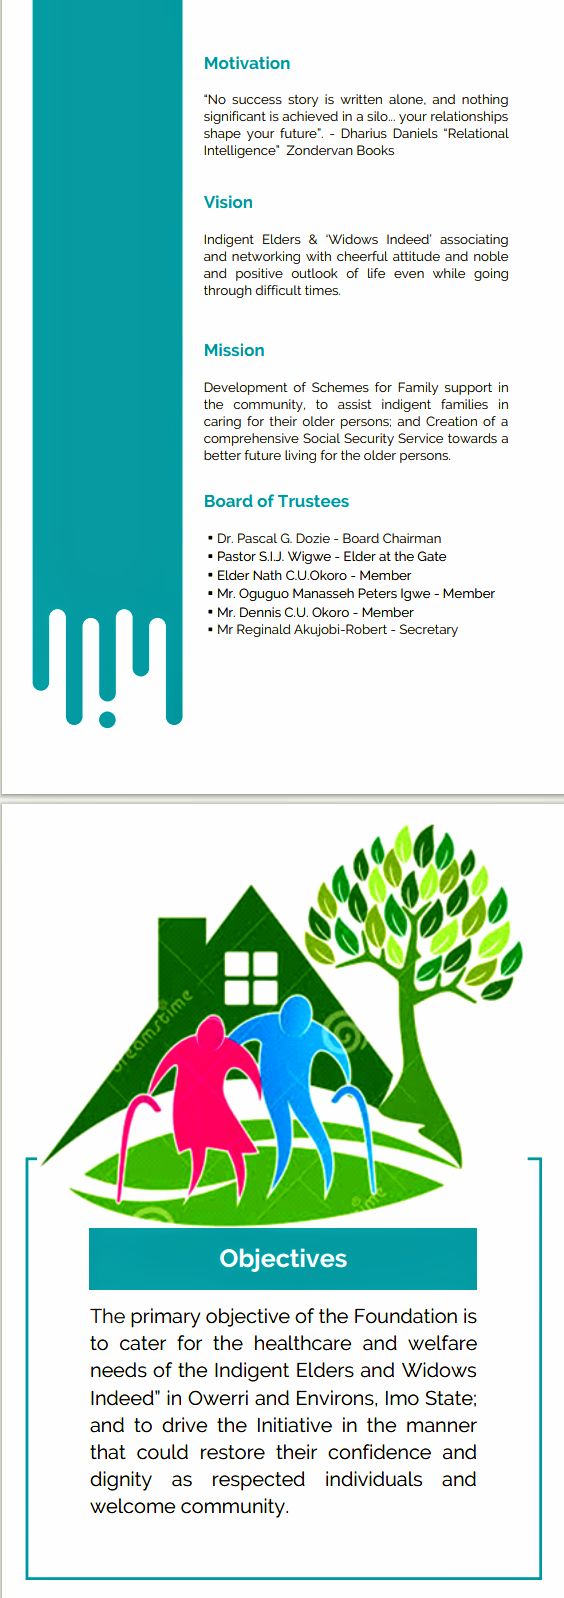 Motivation
“No success story is written alone, and nothing
significant is achieved in a silo... your relationships
shape your future”. - Dharius Daniels “Relational
Intelligence” Zondervan Books
Vision
Indigent Elders & ‘Widows Indeed’ associating
and networking with cheerful attitude and noble
and positive outlook of life even while going
through difficult times.
Mission
Development of Schemes for Family support in
the community, to assist indigent families in
caring for their older persons; and Creation of a
comprehensive Social Security Service towards a
better future living for the older persons.
Board of Trustees
▪ Dr. Pascal G. Dozie - Board Chairman
▪ Pastor S.I.J. Wigwe - Elder at the Gate
▪ Elder Nath C.U.Okoro - Member
▪ Mr. Oguguo Manasseh Peters Igwe - Member
▪ Mr. Dennis C.U. Okoro - Member
▪ Mr Reginald Akujobi-Robert - Secretary
dreamstime
Objectives
The primary objective of the Foundation is
to cater for the healthcare and welfare
needs of the Indigent Elders and Widows
Indeed” in Owerri and Environs, Imo State;
and to drive the Initiative in the manner
that could restore their confidence and
dignity as respected individuals and
welcome community.